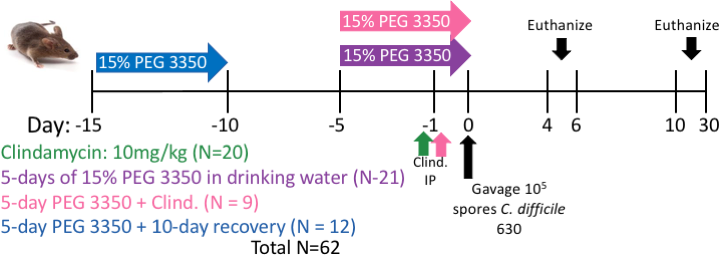 15% PEG 3350
Euthanize
Euthanize
15% PEG 3350
15% PEG 3350
Day: -15
-10
-5
-1
0
4
6
10
30
Clindamycin: 10mg/kg (N=20)
Clind.
IP
5-days of 15% PEG 3350 in drinking water (N-21)
5-day PEG 3350 + Clind. (N = 9)
5-day PEG 3350 + 10-day recovery (N = 12)
Total N=62
Gavage 10⁵
spores C. difficile
630